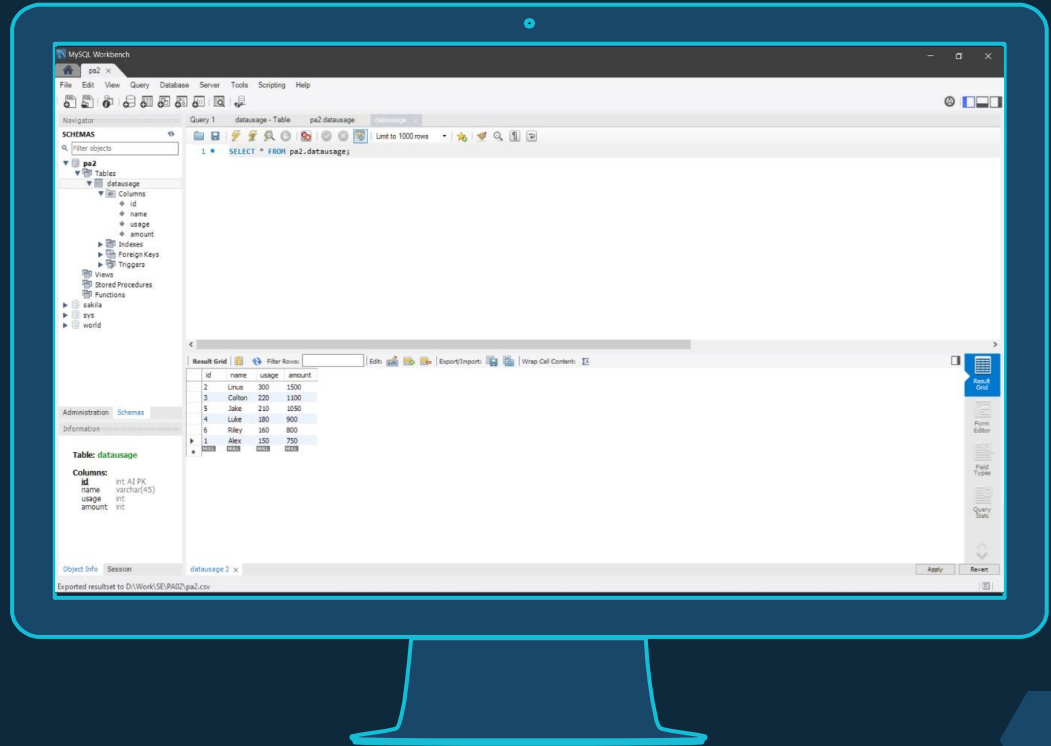 MySQL Workbench
pa2
File Edit View Query Database Server Tools Scripting Help
Navigator
SCHEMAS
Filter objects
pa2
Tables
datausage
Columns
id
name
usage
amount
Indexes
Foreign Keys
Triggers
Views
Stored Procedures
Functions
sakila
sys
world
Administration Schemas
Information
Table: datausage
Columns:
id int AI PK
name varchar(45)
usage int
amount int
Object Info Session
Query 1 datausage - Table pa2.datausage datausage
Limit to 1000 rows
1 SELECT * FROM pa2.datausage;
Result Grid Filter Rows: Edit: Export/Import: Wrap Cell Content:
id name usage amount
2 Linus 300 1500
3 Colton 220 1100
5 Jake 210 1050
4 Luke 180 900
6 Riley 160 800
1 Alex 150 750
NULL NULL NULL NULL
Result
Grid
Form
Editor
Field
Types
Query
Stats
datausage 2
Apply Revert
Exported resultset to D:\Work\SE\PA02\pa2.csv